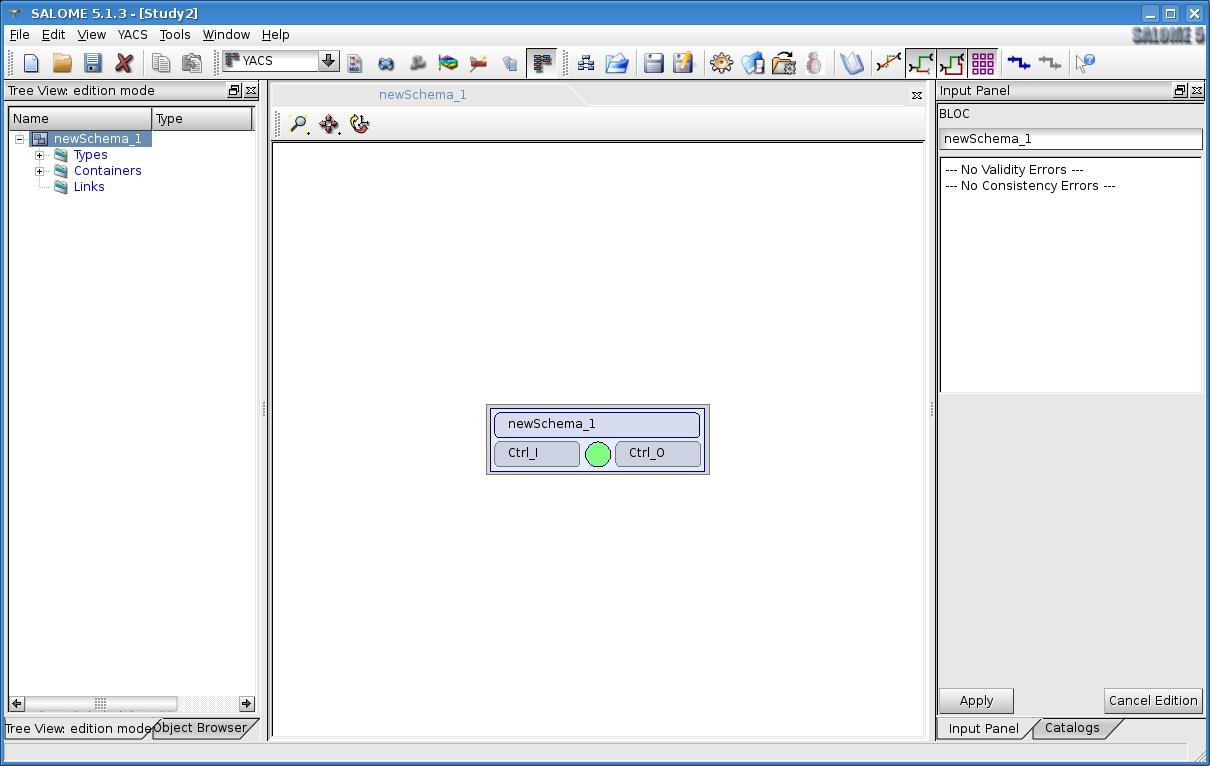 SALOME 5.1.3 - [Study2]
File Edit View YACS Tools Window Help
SALOME 5
YACS
Tree View: edition mode
Name Type
newSchema_1
Types
Containers
Links
Tree View: edition mode Object Browser
newSchema_1
newSchema_1
Ctrl_I Ctrl_O
Input Panel
BLOC
newSchema_1
--- No Validity Errors ---
--- No Consistency Errors ---
Apply Cancel Edition
Input Panel Catalogs